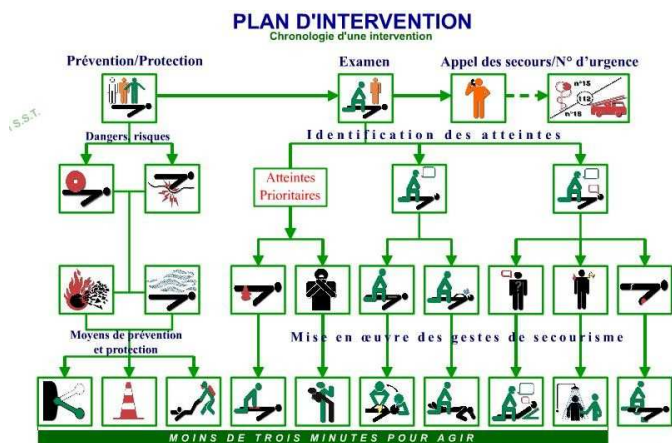 PLAN D'INTERVENTION
Chronologie d'une intervention
Prévention/Protection
Examen
Appel des secours/N° d'urgence
n°15
112
n°18
S.S.T.
Dangers, risques
Identification des atteintes
Atteintes
Prioritaires
Moyens de prévention
et protection
Mise en œuvre des gestes de secourisme
MOINS DE TROIS MINUTES POUR AGIR